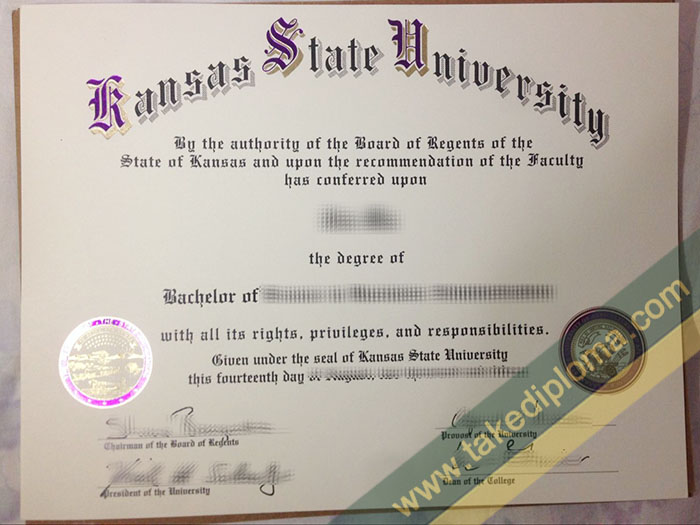 Kansas State University
By the authority of the Board of Regents of the
State of Kansas and upon the recommendation of the Faculty
has conferred upon
the degree of
Bachelor of
with all its rights, privileges, and responsibilities.
Given under the seal of Kansas State University
this fourteenth day
Chairman of the Board of Regents
Provost of the University
President of the University
Dean of the College
www.takediploma.com